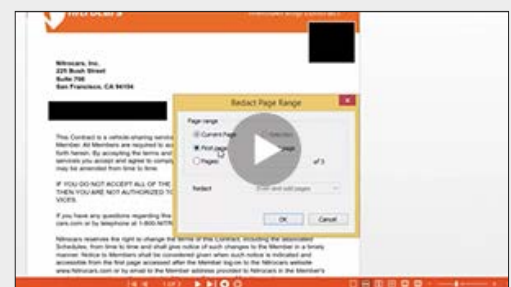 Nitrocars
Membership Contract
Nitrocars, Inc.
225 Bush Street
Suite 700
San Francisco, CA 94104
Redact Page Range
Page range
Current Page
Selection
First page
page
Pages
of 3
Redact
Even and odd pages
OK
Cancel
This Contract is a vehicle-sharing service
forth herein. By accepting the terms and
services you accept and agree to comply
may be amended from time to time.
IF YOU DO NOT ACCEPT ALL OF THE
THEN YOU ARE NOT AUTHORIZED TO
VICES.
If you have any questions regarding the
cars.com or by telephone at 1-800-NITR
Nitrocars reserves the right to change the terms of this Contract, including the associated
Schedules, from time to time and shall give notice of such changes to the Member in a timely
manner. Notice to Members shall be considered given when such notice is indicated and
accessible from the first page accessed after the Member log-on to the Nitrocars website
www.Nitrocars.com or by email to the Member address provided to Nitrocars in the Member's
1 of 3